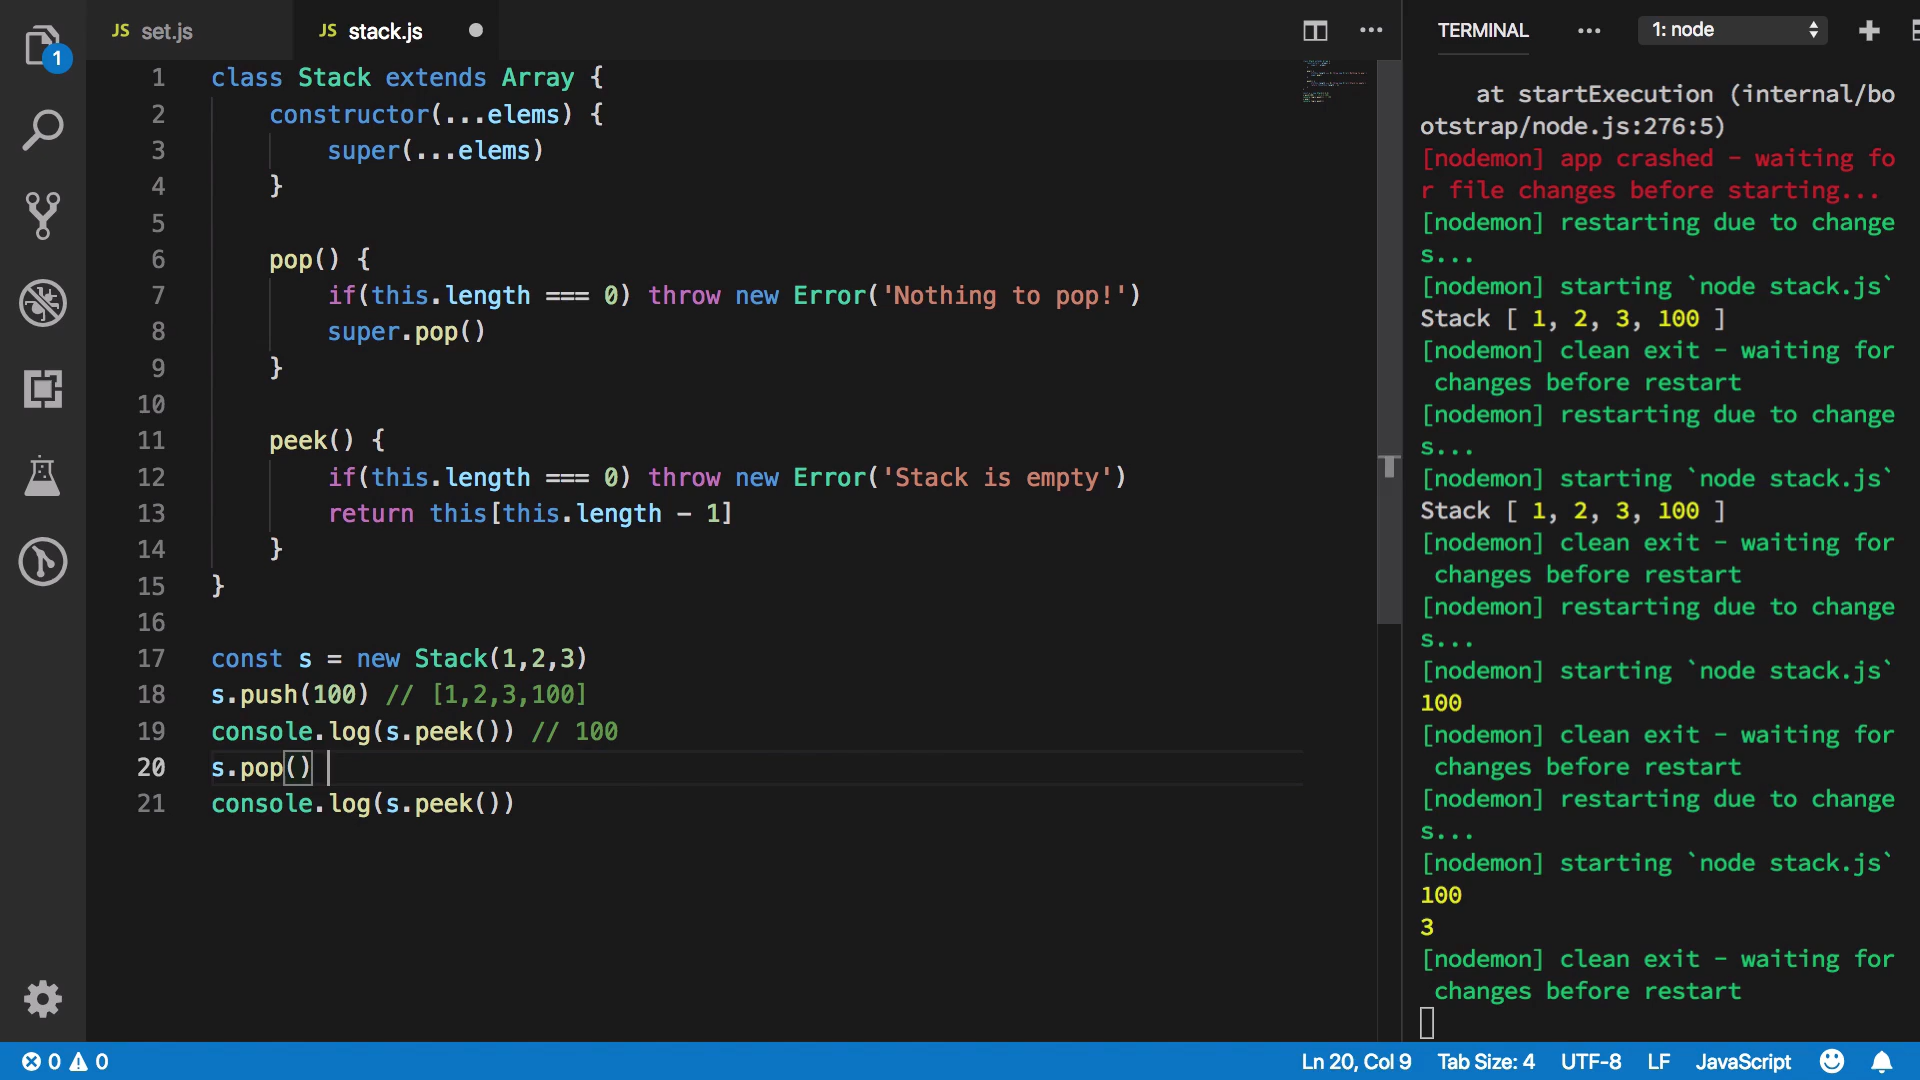 JS set.js
JS stack.js
TERMINAL
1: node
1
1 class Stack extends Array {
2 constructor(...elems) {
3 super(...elems)
4 }
5
6 pop() {
7 if(this.length === 0) throw new Error('Nothing to pop!')
8 super.pop()
9 }
10
11 peek() {
12 if(this.length === 0) throw new Error('Stack is empty')
13 return this[this.length - 1]
14 }
15 }
16
17 const s = new Stack(1,2,3)
18 s.push(100) // [1,2,3,100]
19 console.log(s.peek()) // 100
20 s.pop()
21 console.log(s.peek())
at startExecution (internal/bo
otstrap/node.js:276:5)
[nodemon] app crashed - waiting fo
r file changes before starting...
[nodemon] restarting due to change
s...
[nodemon] starting `node stack.js`
Stack [ 1, 2, 3, 100 ]
[nodemon] clean exit - waiting for
changes before restart
[nodemon] restarting due to change
s...
[nodemon] starting `node stack.js`
Stack [ 1, 2, 3, 100 ]
[nodemon] clean exit - waiting for
changes before restart
[nodemon] restarting due to change
s...
[nodemon] starting `node stack.js`
100
[nodemon] clean exit - waiting for
changes before restart
[nodemon] restarting due to change
s...
[nodemon] starting `node stack.js`
100
3
[nodemon] clean exit - waiting for
changes before restart
0 0
Ln 20, Col 9 Tab Size: 4 UTF-8 LF JavaScript